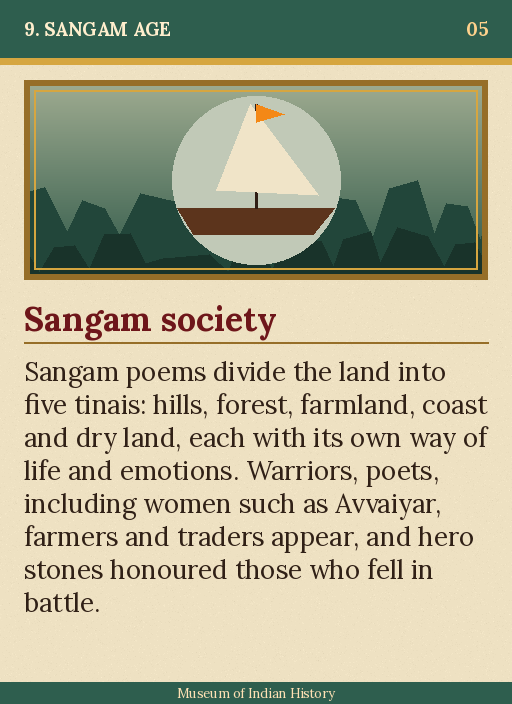 9. SANGAM AGE
05
Sangam society
Sangam poems divide the land into
five tinais: hills, forest, farmland, coast
and dry land, each with its own way of
life and emotions. Warriors, poets,
including women such as Avvaiyar,
farmers and traders appear, and hero
stones honoured those who fell in
battle.
Museum of Indian History